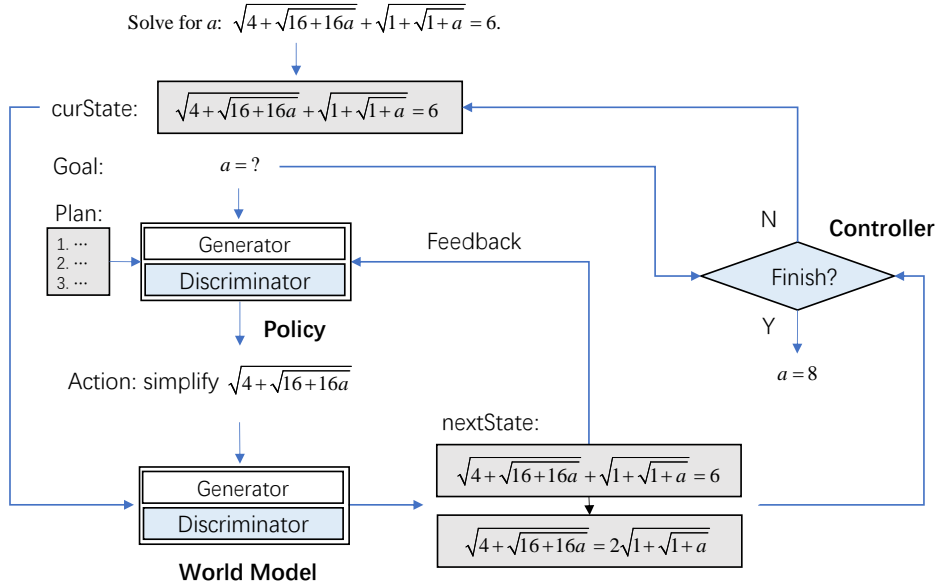 Solve for a: √(4+√(16+16a)) + √(1+√(1+a)) = 6.
curState:
√(4+√(16+16a)) + √(1+√(1+a)) = 6
Goal:
a = ?
Plan:
1. ···
2. ···
3. ···
Generator
Discriminator
Policy
Feedback
N
Controller
Finish?
Y
a = 8
Action: simplify √(4+√(16+16a))
nextState:
√(4+√(16+16a)) + √(1+√(1+a)) = 6
√(4+√(16+16a)) = 2√(1+√(1+a))
Generator
Discriminator
World Model